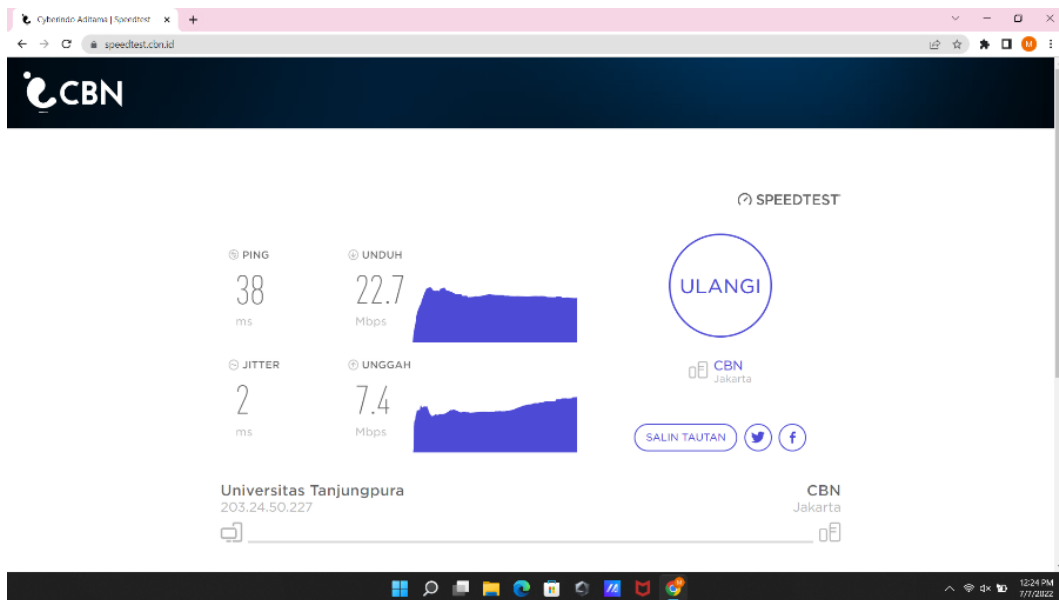 Cyberindo Aditama | Speedtest
speedtest.cbn.id
M
CBN
SPEEDTEST
PING
38
ms
UNDUH
22.7
Mbps
ULANGI
JITTER
2
ms
UNGGAH
7.4
Mbps
CBN
Jakarta
SALIN TAUTAN
Universitas Tanjungpura
203.24.50.227
CBN
Jakarta
12:24 PM
7/7/2022